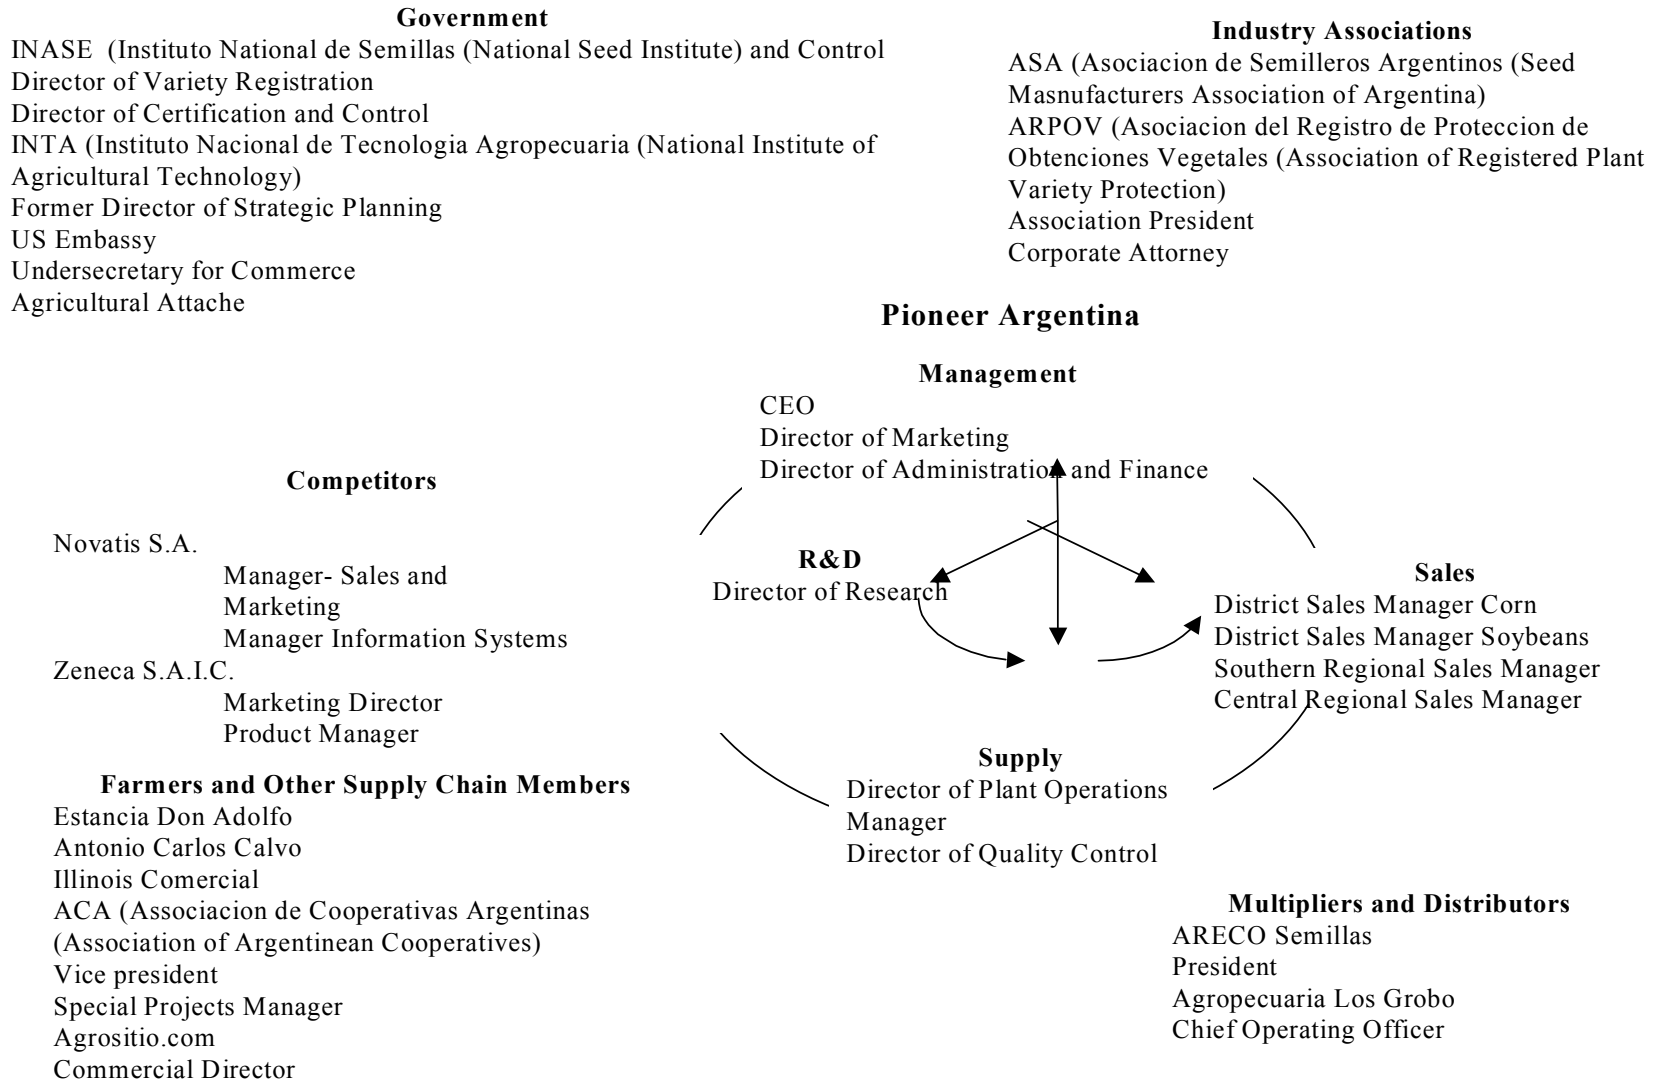 Government
INASE (Instituto National de Semillas (National Seed Institute) and Control
Director of Variety Registration
Director of Certification and Control
INTA (Instituto Nacional de Tecnologia Agropecuaria (National Institute of
Agricultural Technology)
Former Director of Strategic Planning
US Embassy
Undersecretary for Commerce
Agricultural Attache
Industry Associations
ASA (Asociacion de Semilleros Argentinos (Seed
Masnufacturers Association of Argentina)
ARPOV (Asociacion del Registro de Proteccion de
Obtenciones Vegetales (Association of Registered Plant
Variety Protection)
Association President
Corporate Attorney
Pioneer Argentina
Management
CEO
Director of Marketing
Director of Administration and Finance
Competitors
Novatis S.A.
Manager- Sales and
Marketing
Manager Information Systems
Zeneca S.A.I.C.
Marketing Director
Product Manager
R&D
Director of Research
Sales
District Sales Manager Corn
District Sales Manager Soybeans
Southern Regional Sales Manager
Central Regional Sales Manager
Supply
Director of Plant Operations
Manager
Director of Quality Control
Farmers and Other Supply Chain Members
Estancia Don Adolfo
Antonio Carlos Calvo
Illinois Comercial
ACA (Associacion de Cooperativas Argentinas
(Association of Argentinean Cooperatives)
Vice president
Special Projects Manager
Agrositio.com
Commercial Director
Multipliers and Distributors
ARECO Semillas
President
Agropecuaria Los Grobo
Chief Operating Officer